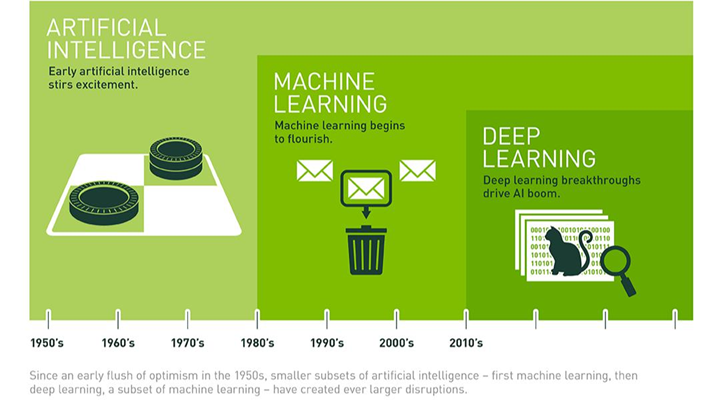 ARTIFICIAL
INTELLIGENCE
Early artificial intelligence
stirs excitement.
MACHINE
LEARNING
Machine learning begins
to flourish.
DEEP
LEARNING
Deep learning breakthroughs
drive AI boom.
1950's 1960's 1970's 1980's 1990's 2000's 2010's
Since an early flush of optimism in the 1950s, smaller subsets of artificial intelligence – first machine learning, then
deep learning, a subset of machine learning – have created ever larger disruptions.